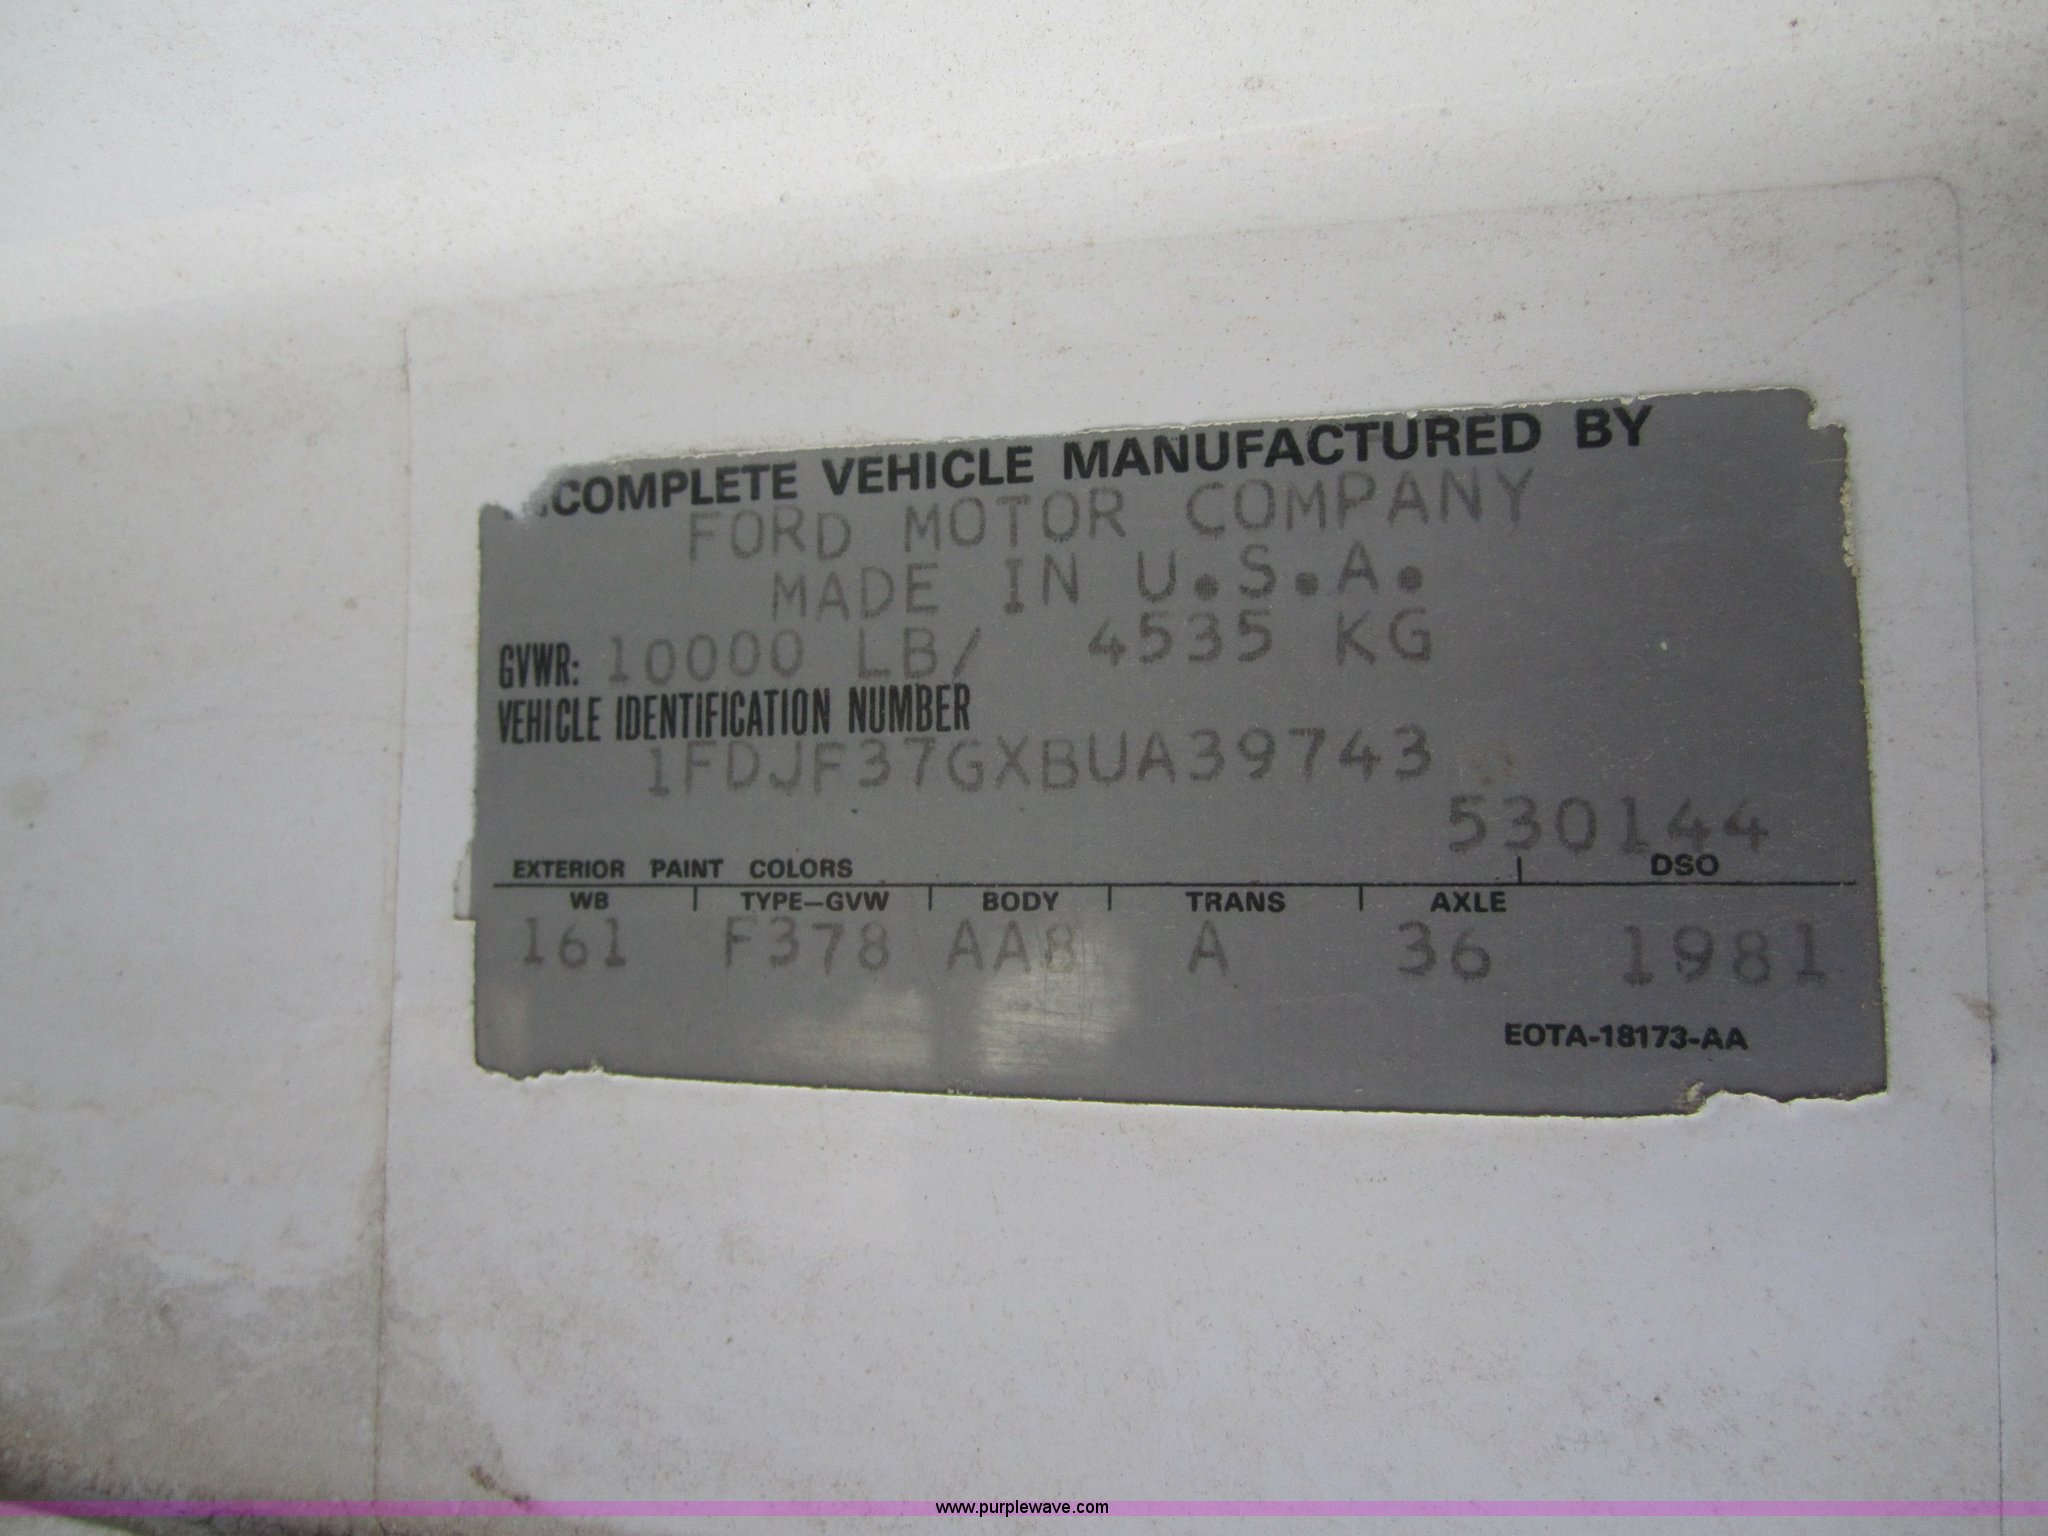 COMPLETE VEHICLE MANUFACTURED BY
FORD MOTOR COMPANY
MADE IN U.S.A.
GVWR: 10000 LB/ 4535 KG
VEHICLE IDENTIFICATION NUMBER
1FDJF37GXBUA39743
530144
EXTERIOR PAINT COLORS DSO
WB TYPE-GVW BODY TRANS AXLE
161 F378 AA8 A 36 1981
EOTA-18173-AA
www.purplewave.com